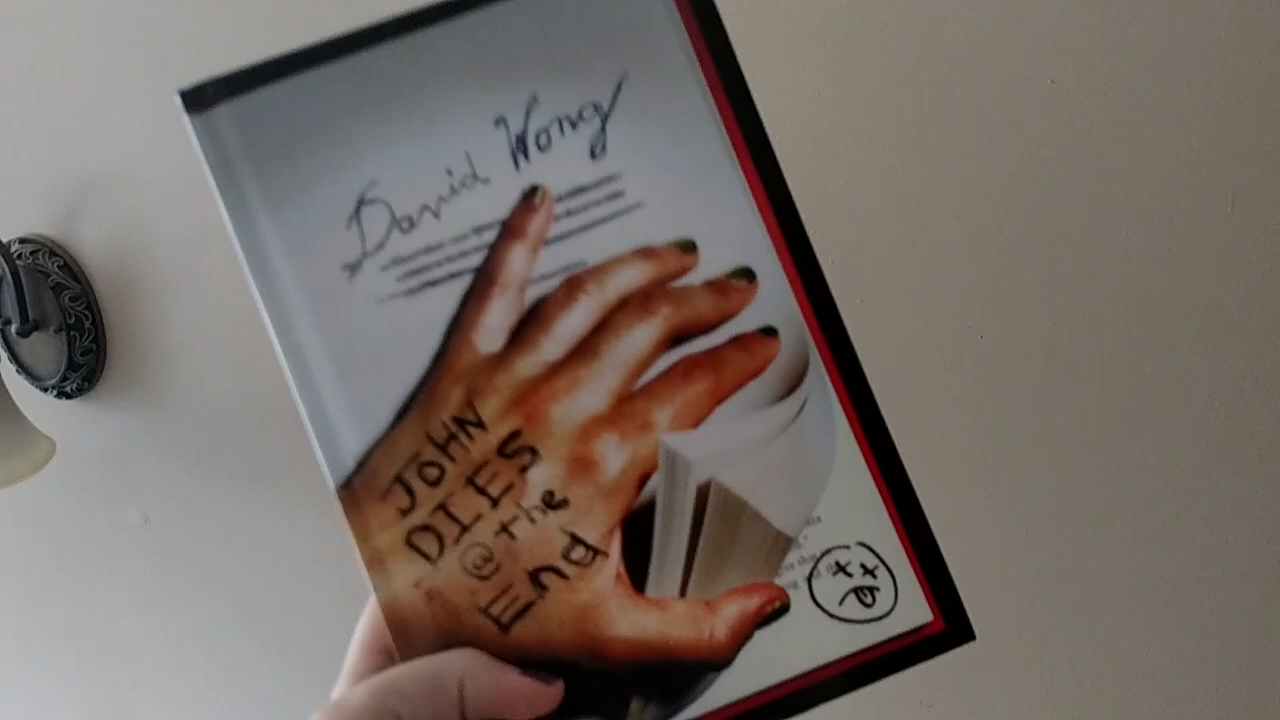 David Wong
JOHN
DIES
@ the
End